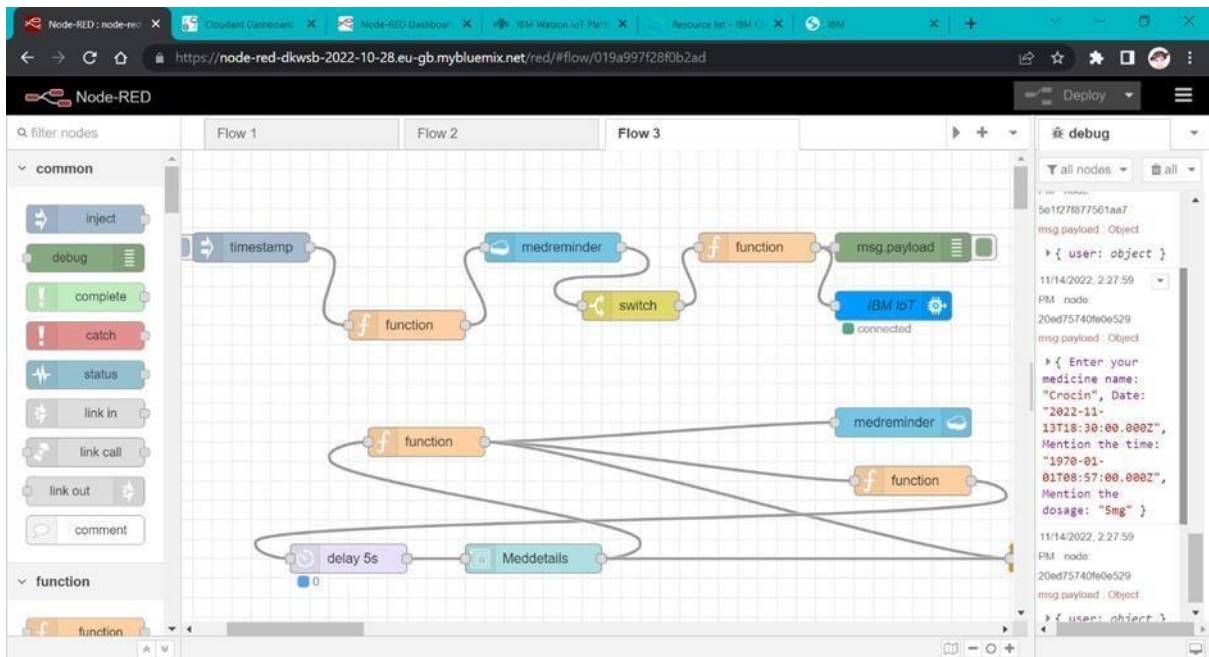 Node-RED : node-red
Cloudant Dashboard
Node-RED Dashboar
IBM Watson IoT Plat
Resource list - IBM Cl
IBM
https://node-red-dkwsb-2022-10-28.eu-gb.mybluemix.net/red/#flow/019a997f28f0b2ad
Node-RED
Deploy
filter nodes
Flow 1
Flow 2
Flow 3
debug
common
all nodes
all
inject
debug
complete
catch
status
link in
link call
link out
comment
function
function
timestamp
medreminder
function
msg.payload
function
switch
IBM IoT
connected
function
medreminder
function
delay 5s
Meddetails
0
PM node:
5e1f27f877561aa7
msg.payload : Object
{ user: object }
11/14/2022, 2:27:59
PM node:
20ed75740fe0e529
msg.payload : Object
{ Enter your
medicine name:
"Crocin", Date:
"2022-11-
13T18:30:00.000Z",
Mention the time:
"1970-01-
01T08:57:00.000Z",
Mention the
dosage: "5mg" }
11/14/2022, 2:27:59
PM node:
20ed75740fe0e529
msg.payload : Object
{ user: object }